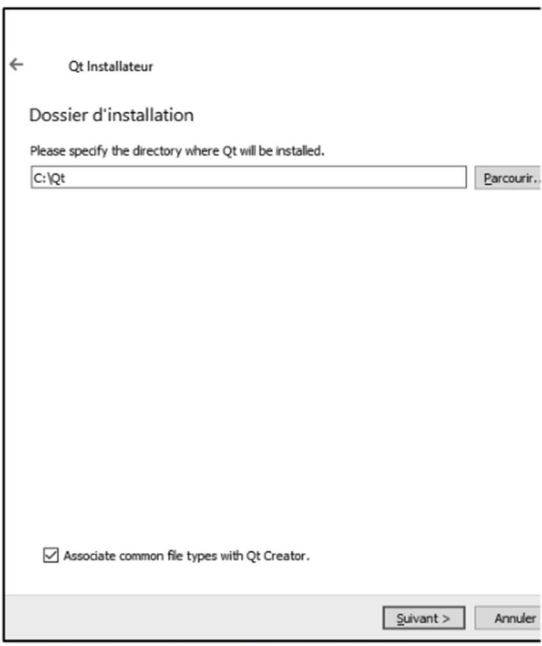 Qt Installateur
Dossier d'installation
Please specify the directory where Qt will be installed.
C:\Qt
Parcourir..
Associate common file types with Qt Creator.
Suivant >
Annuler